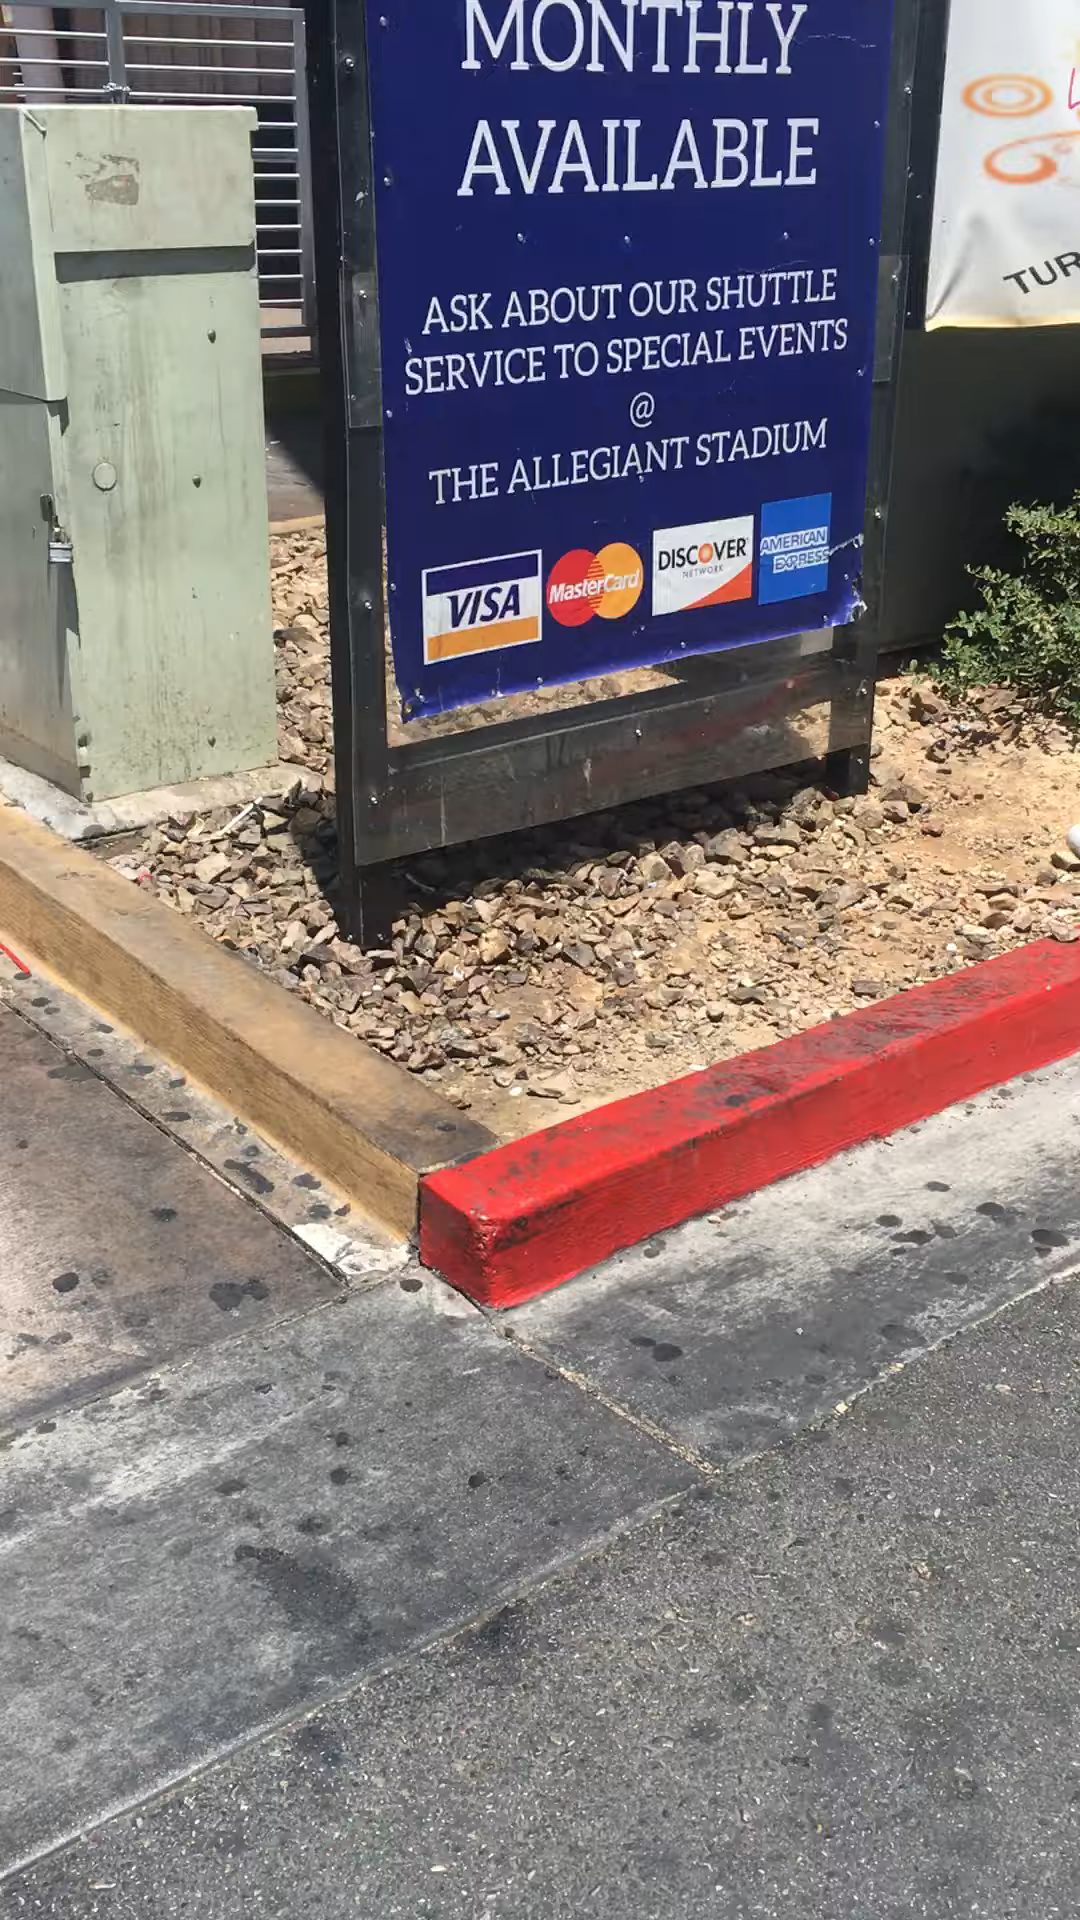 MONTHLY
AVAILABLE
ASK ABOUT OUR SHUTTLE
SERVICE TO SPECIAL EVENTS
@
THE ALLEGIANT STADIUM
VISA
MasterCard
DISCOVER
NETWORK
AMERICAN
EXPRESS
TUR